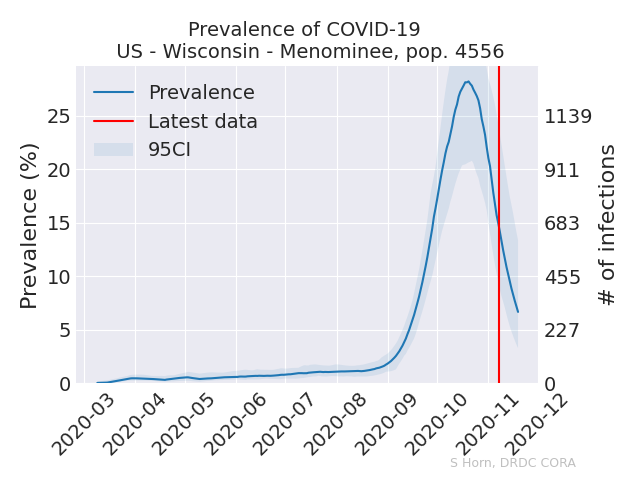 Prevalence of COVID-19
US - Wisconsin - Menominee, pop. 4556
Prevalence
Latest data
95CI
Prevalence (%)
25
20
15
10
5
0
1139
911
683
455
227
0
# of infections
2020-03
2020-04
2020-05
2020-06
2020-07
2020-08
2020-09
2020-10
2020-11
2020-12
S Horn, DRDC CORA